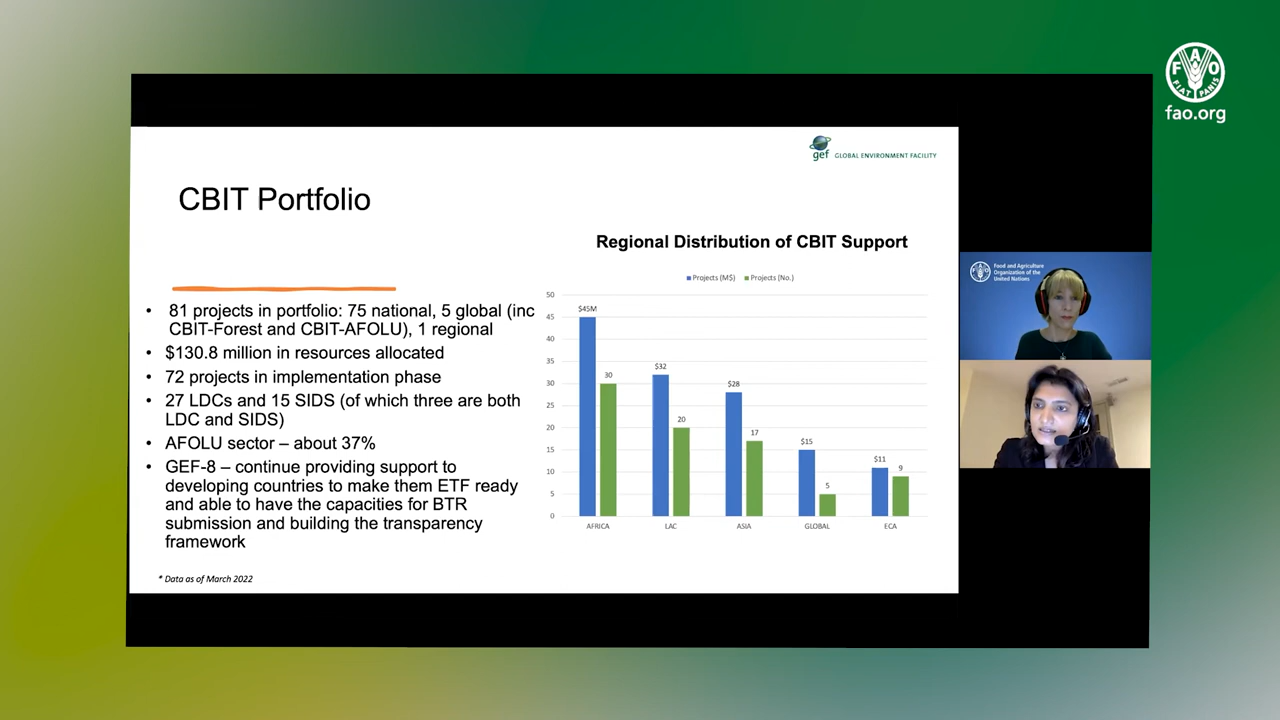 FAO
FIAT PANIS
fao.org
gef GLOBAL ENVIRONMENT FACILITY
CBIT Portfolio
• 81 projects in portfolio: 75 national, 5 global (inc
CBIT-Forest and CBIT-AFOLU), 1 regional
• $130.8 million in resources allocated
• 72 projects in implementation phase
• 27 LDCs and 15 SIDS (of which three are both
LDC and SIDS)
• AFOLU sector – about 37%
• GEF-8 – continue providing support to
developing countries to make them ETF ready
and able to have the capacities for BTR
submission and building the transparency
framework
* Data as of March 2022
Regional Distribution of CBIT Support
Projects (M$) Projects (No.)
50
45
40
35
30
25
20
15
10
5
0
$45M
30
$32
20
$28
17
$15
5
$11
9
AFRICA LAC ASIA GLOBAL ECA
Food and Agriculture
Organization of the
United Nations